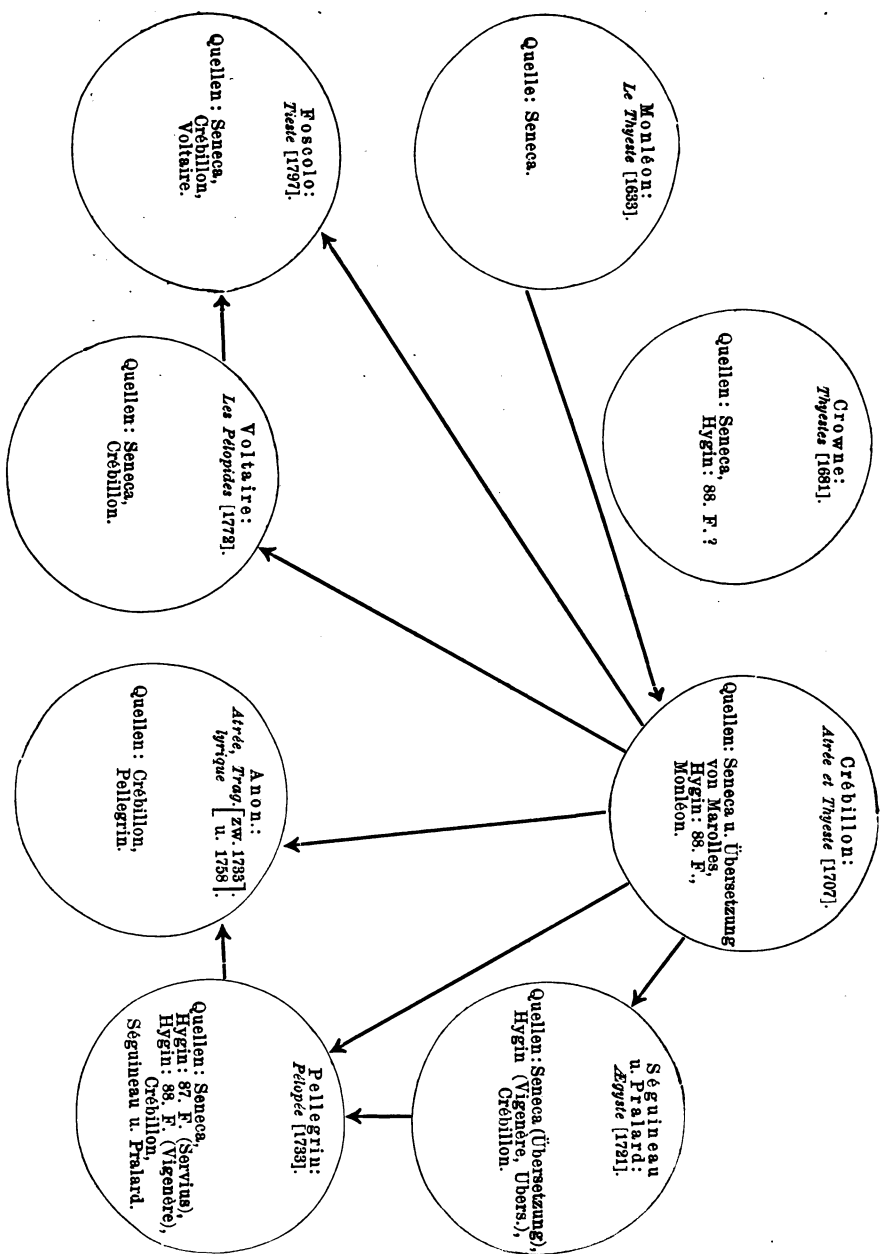 Monléon:
Le Thyeste [1633].
Quelle: Seneca.
Crowne:
Thyestes [1681].
Quellen: Seneca,
Hygin: 88. F. ?
Crébillon:
Atrée et Thyeste [1707].
Quellen: Seneca u. Übersetzung
von Marolles,
Hygin: 88. F.,
Monléon.
Séguineau
u. Pralard:
Ægyste [1721].
Quellen: Seneca (Übersetzung),
Hygin (Vigenère, Übers.),
Crébillon.
Foscolo:
Tieste [1797].
Quellen: Seneca,
Crébillon,
Voltaire.
Voltaire:
Les Pélopides [1772].
Quellen: Seneca,
Crébillon.
Anon.:
Atrée, Trag. [zw. 1733].
lyrique [u. 1758].
Quellen: Crébillon,
Pellegrin.
Pellegrin:
Pélopée [1733].
Quellen: Seneca,
Hygin: 87. F. (Servius),
Hygin: 88. F. (Vigenère),
Crébillon,
Séguineau u. Pralard.